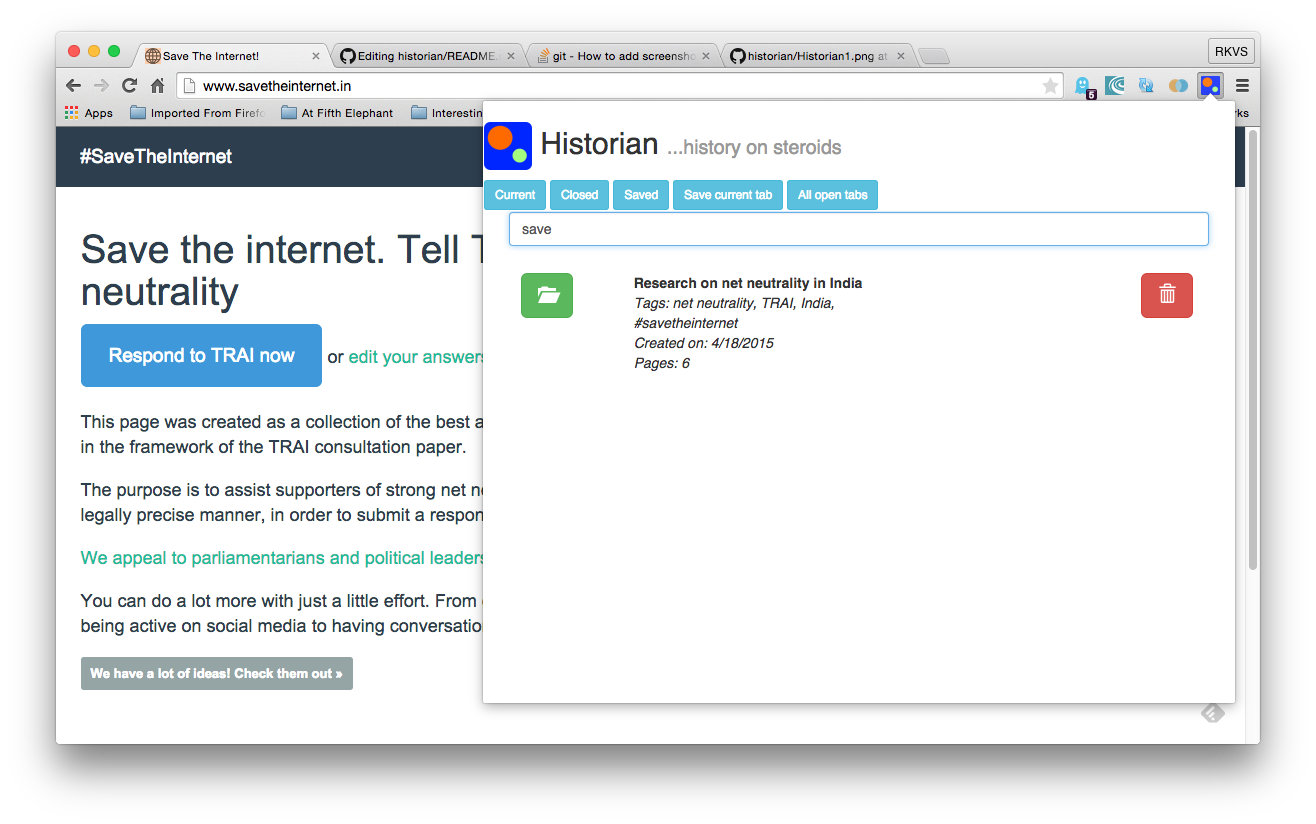 Save The Internet!
Editing historian/README.
git - How to add screensho
historian/Historian1.png at
RKVS
www.savetheinternet.in
5
Apps
Imported From Firefo
At Fifth Elephant
Interestin
ks
#SaveTheInternet
Save the internet. Tell T
neutrality
Respond to TRAI now
or edit your answers
This page was created as a collection of the best a
in the framework of the TRAI consultation paper.
The purpose is to assist supporters of strong net ne
legally precise manner, in order to submit a respon
We appeal to parliamentarians and political leaders
You can do a lot more with just a little effort. From
being active on social media to having conversatio
We have a lot of ideas! Check them out »
Historian ...history on steroids
Current
Closed
Saved
Save current tab
All open tabs
save
Research on net neutrality in India
Tags: net neutrality, TRAI, India,
#savetheinternet
Created on: 4/18/2015
Pages: 6